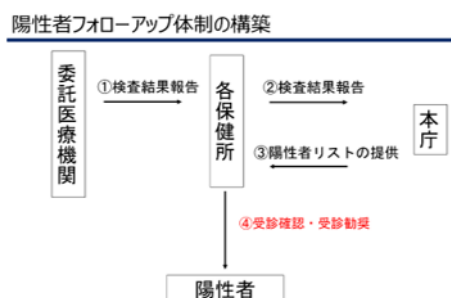 陽性者フォローアップ体制の構築
委託医療機関
①検査結果報告
各保健所
②検査結果報告
本庁
③陽性者リストの提供
④受診確認・受診勧奨
陽性者